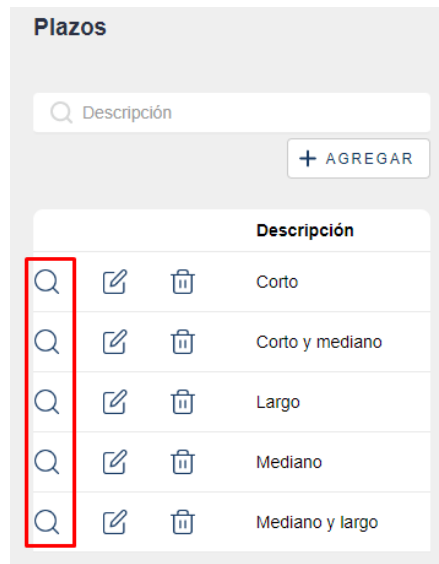 Plazos
Descripción
AGREGAR
Descripción
Corto
Corto y mediano
Largo
Mediano
Mediano y largo